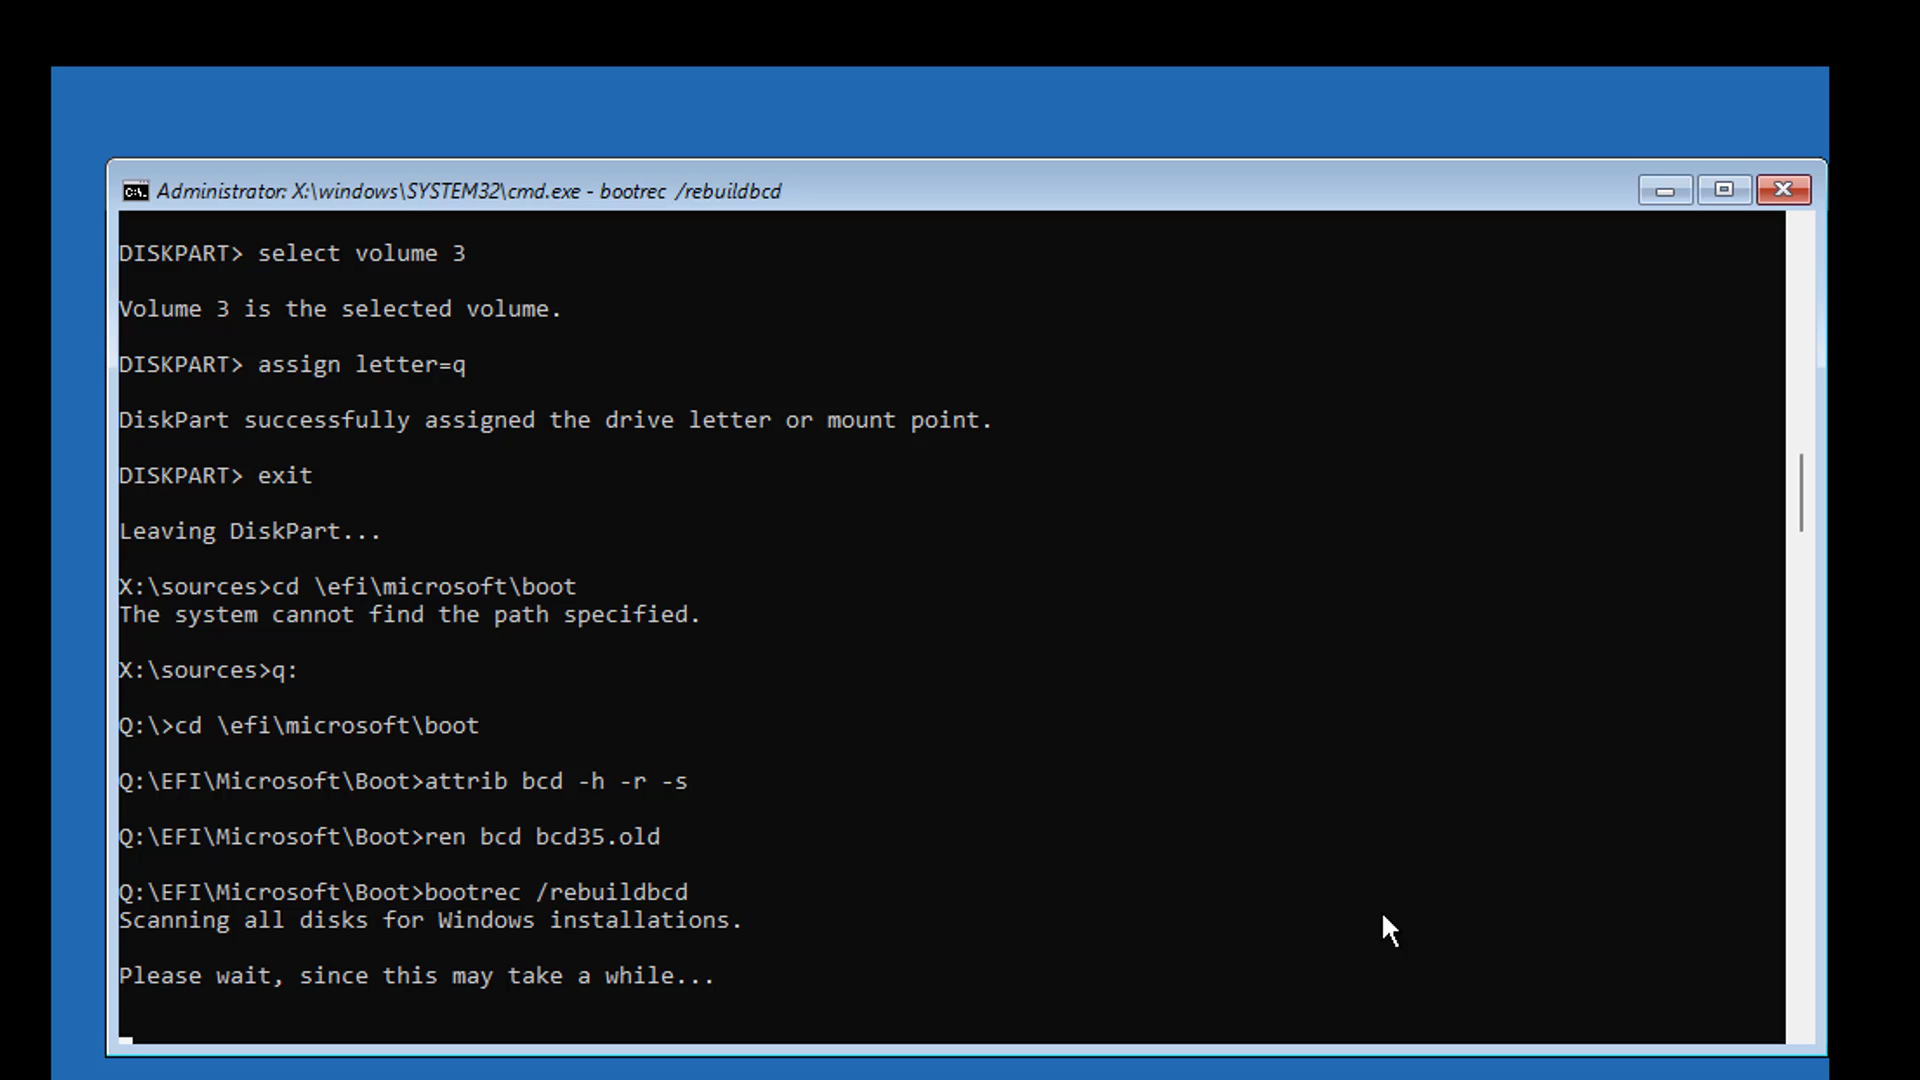 Administrator: X:\windows\SYSTEM32\cmd.exe - bootrec /rebuildbcd
DISKPART> select volume 3
Volume 3 is the selected volume.
DISKPART> assign letter=q
DiskPart successfully assigned the drive letter or mount point.
DISKPART> exit
Leaving DiskPart...
X:\sources>cd \efi\microsoft\boot
The system cannot find the path specified.
X:\sources>q:
Q:\>cd \efi\microsoft\boot
Q:\EFI\Microsoft\Boot>attrib bcd -h -r -s
Q:\EFI\Microsoft\Boot>ren bcd bcd35.old
Q:\EFI\Microsoft\Boot>bootrec /rebuildbcd
Scanning all disks for Windows installations.
Please wait, since this may take a while...